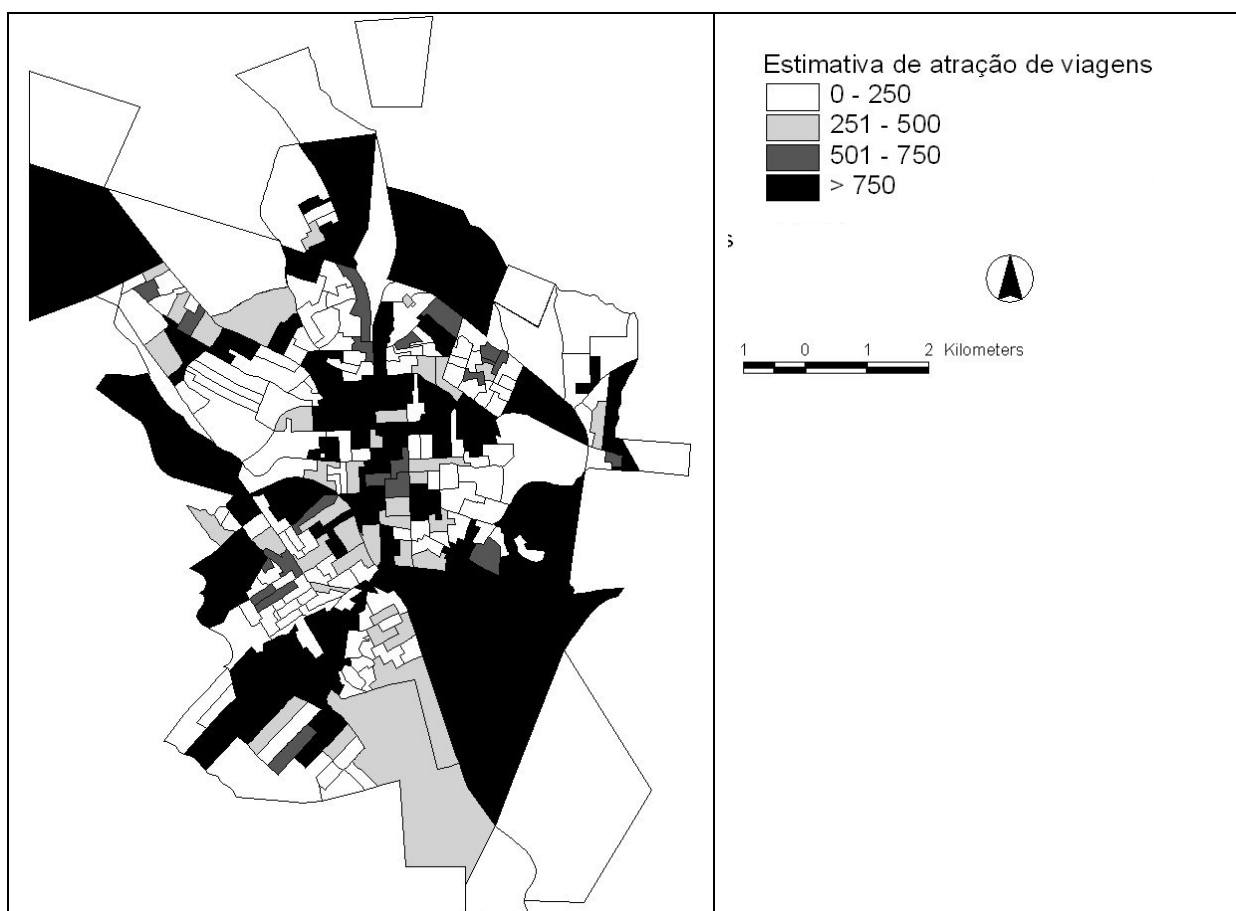 Estimativa de atração de viagens
0 - 250
251 - 500
501 - 750
> 750
s
1 0 1 2 Kilometers